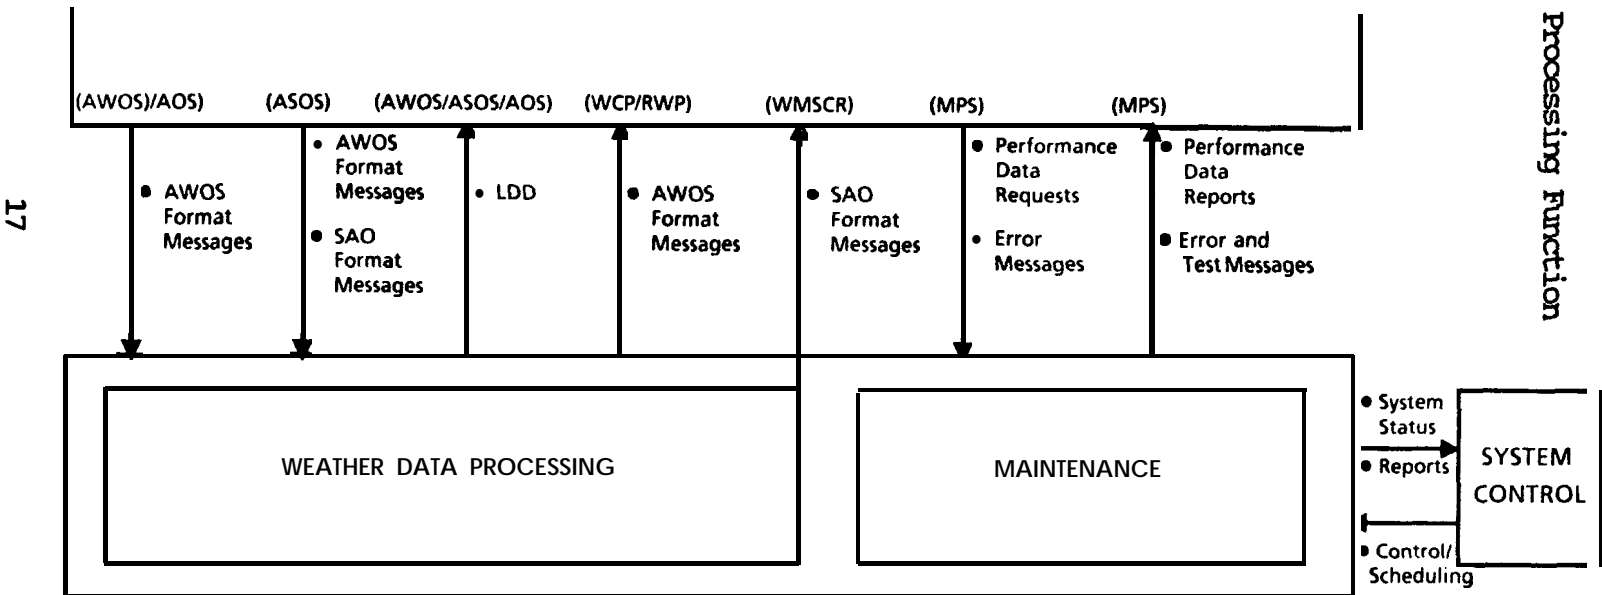 Processing Function
17
(AWOS)/AOS)
(ASOS)
(AWOS/ASOS/AOS)
(WCP/RWP)
(WMSCR)
(MPS)
(MPS)
• AWOS
Format
Messages
• AWOS
Format
Messages
• SAO
Format
Messages
• LDD
• AWOS
Format
Messages
• SAO
Format
Messages
• Performance
Data
Requests
• Error
Messages
• Performance
Data
Reports
• Error and
Test Messages
WEATHER DATA PROCESSING
MAINTENANCE
• System
Status
• Reports
• Control/
Scheduling
SYSTEM
CONTROL